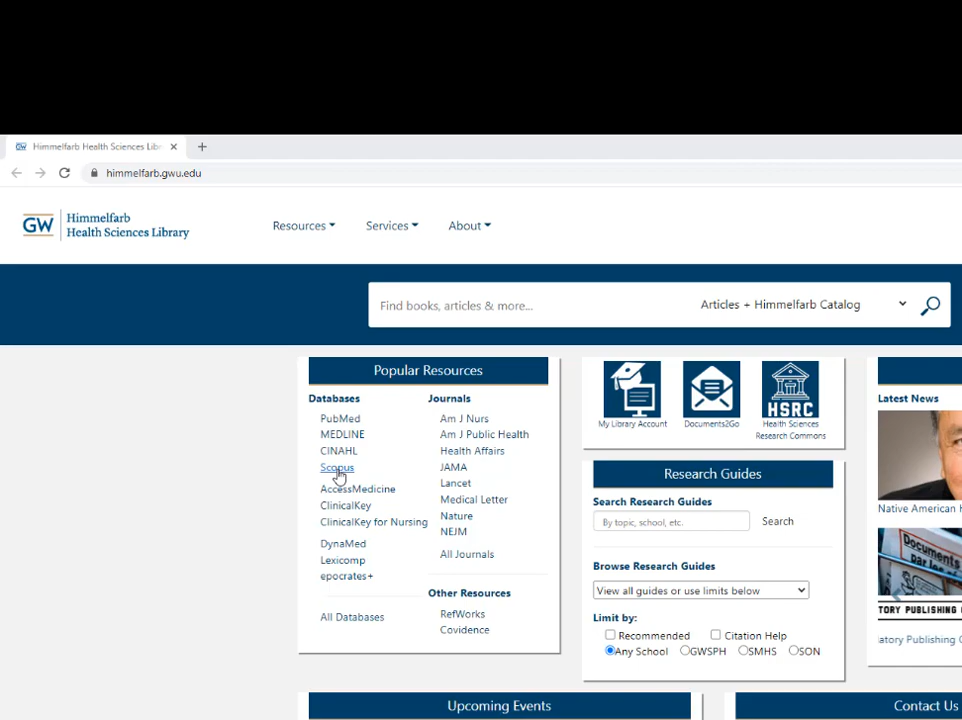 Himmelfarb Health Sciences Libr
himmelfarb.gwu.edu
GW
Himmelfarb
Health Sciences Library
Resources
Services
About
Find books, articles & more...
Articles + Himmelfarb Catalog
Popular Resources
Databases
PubMed
MEDLINE
CINAHL
Scopus
AccessMedicine
ClinicalKey
ClinicalKey for Nursing
DynaMed
Lexicomp
epocrates+
All Databases
Journals
Am J Nurs
Am J Public Health
Health Affairs
JAMA
Lancet
Medical Letter
Nature
NEJM
All Journals
Other Resources
RefWorks
Covidence
My Library Account
Documents2Go
HSRC
Health Sciences
Research Commons
Research Guides
Search Research Guides
By topic, school, etc.
Search
Browse Research Guides
View all guides or use limits below
Limit by:
Recommended
Citation Help
Any School
GWSPH
SMHS
SON
Latest News
Native American H
Documents
TORY PUBLISHING
atory Publishing
Upcoming Events
Contact Us